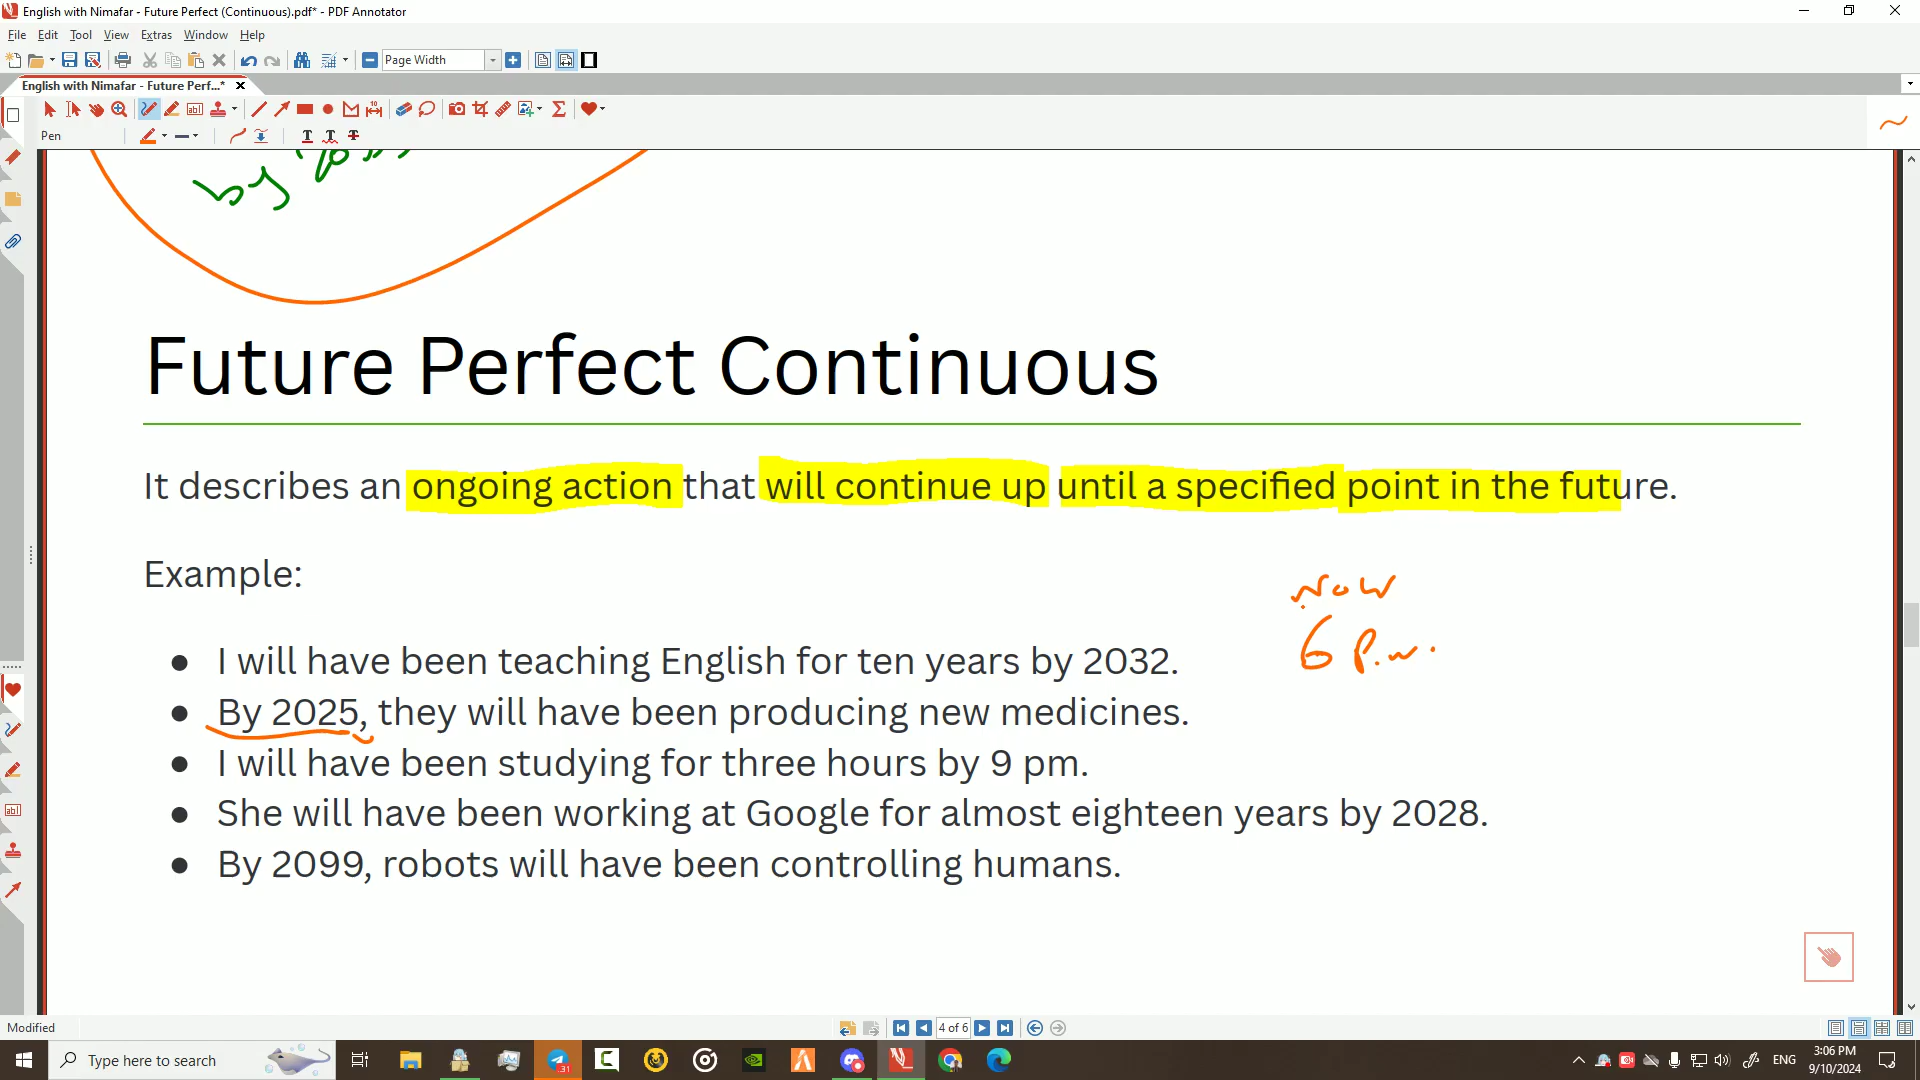 English with Nimafar - Future Perfect (Continuous).pdf* - PDF Annotator
File Edit Tool View Extras Window Help
Page Width
English with Nimafar - Future Perf...*
Pen
by
Future Perfect Continuous
It describes an ongoing action that will continue up until a specified point in the future.
Example:
Now
6 P.m.
● I will have been teaching English for ten years by 2032.
● By 2025, they will have been producing new medicines.
● I will have been studying for three hours by 9 pm.
● She will have been working at Google for almost eighteen years by 2028.
● By 2099, robots will have been controlling humans.
Modified
4 of 6
Type here to search
31
ENG
3:06 PM
9/10/2024